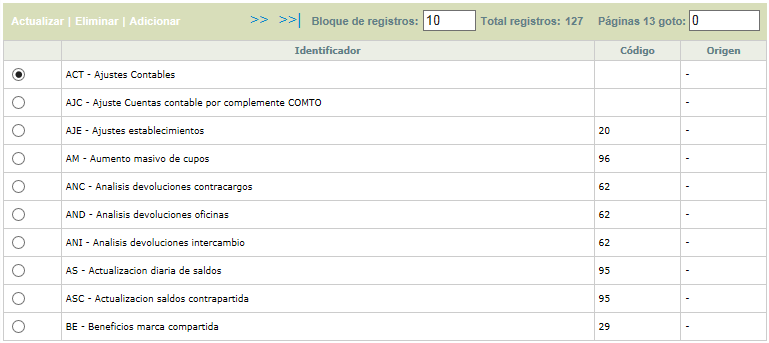 Actualizar | Eliminar | Adicionar >> >>| Bloque de registros: 10 Total registros: 127 Páginas 13 goto: 0
Identificador Código Origen
ACT - Ajustes Contables -
AJC - Ajuste Cuentas contable por complemente COMTO -
AJE - Ajustes establecimientos 20 -
AM - Aumento masivo de cupos 96 -
ANC - Analisis devoluciones contracargos 62 -
AND - Analisis devoluciones oficinas 62 -
ANI - Análisis devoluciones intercambio 62 -
AS - Actualizacion diaria de saldos 95 -
ASC - Actualizacion saldos contrapartida 95 -
BE - Beneficios marca compartida 29 -